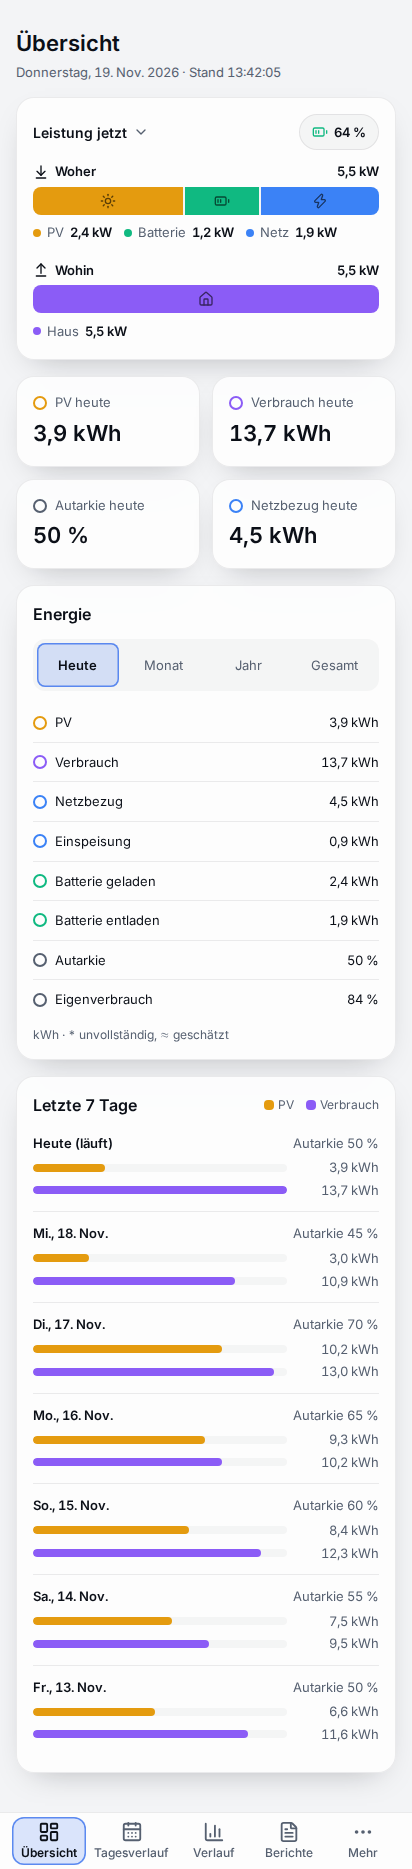 Übersicht
Donnerstag, 19. Nov. 2026 · Stand 13:42:05
Leistung jetzt 64 %
Woher 5,5 kW
PV 2,4 kW Batterie 1,2 kW Netz 1,9 kW
Wohin 5,5 kW
Haus 5,5 kW
PV heute Verbrauch heute
3,9 kWh 13,7 kWh
Autarkie heute Netzbezug heute
50 % 4,5 kWh
Energie
Heute Monat Jahr Gesamt
PV 3,9 kWh
Verbrauch 13,7 kWh
Netzbezug 4,5 kWh
Einspeisung 0,9 kWh
Batterie geladen 2,4 kWh
Batterie entladen 1,9 kWh
Autarkie 50 %
Eigenverbrauch 84 %
kWh · * unvollständig, ≈ geschätzt
Letzte 7 Tage PV Verbrauch
Heute (läuft) Autarkie 50 %
3,9 kWh
13,7 kWh
Mi., 18. Nov. Autarkie 45 %
3,0 kWh
10,9 kWh
Di., 17. Nov. Autarkie 70 %
10,2 kWh
13,0 kWh
Mo., 16. Nov. Autarkie 65 %
9,3 kWh
10,2 kWh
So., 15. Nov. Autarkie 60 %
8,4 kWh
12,3 kWh
Sa., 14. Nov. Autarkie 55 %
7,5 kWh
9,5 kWh
Fr., 13. Nov. Autarkie 50 %
6,6 kWh
11,6 kWh
Übersicht Tagesverlauf Verlauf Berichte Mehr